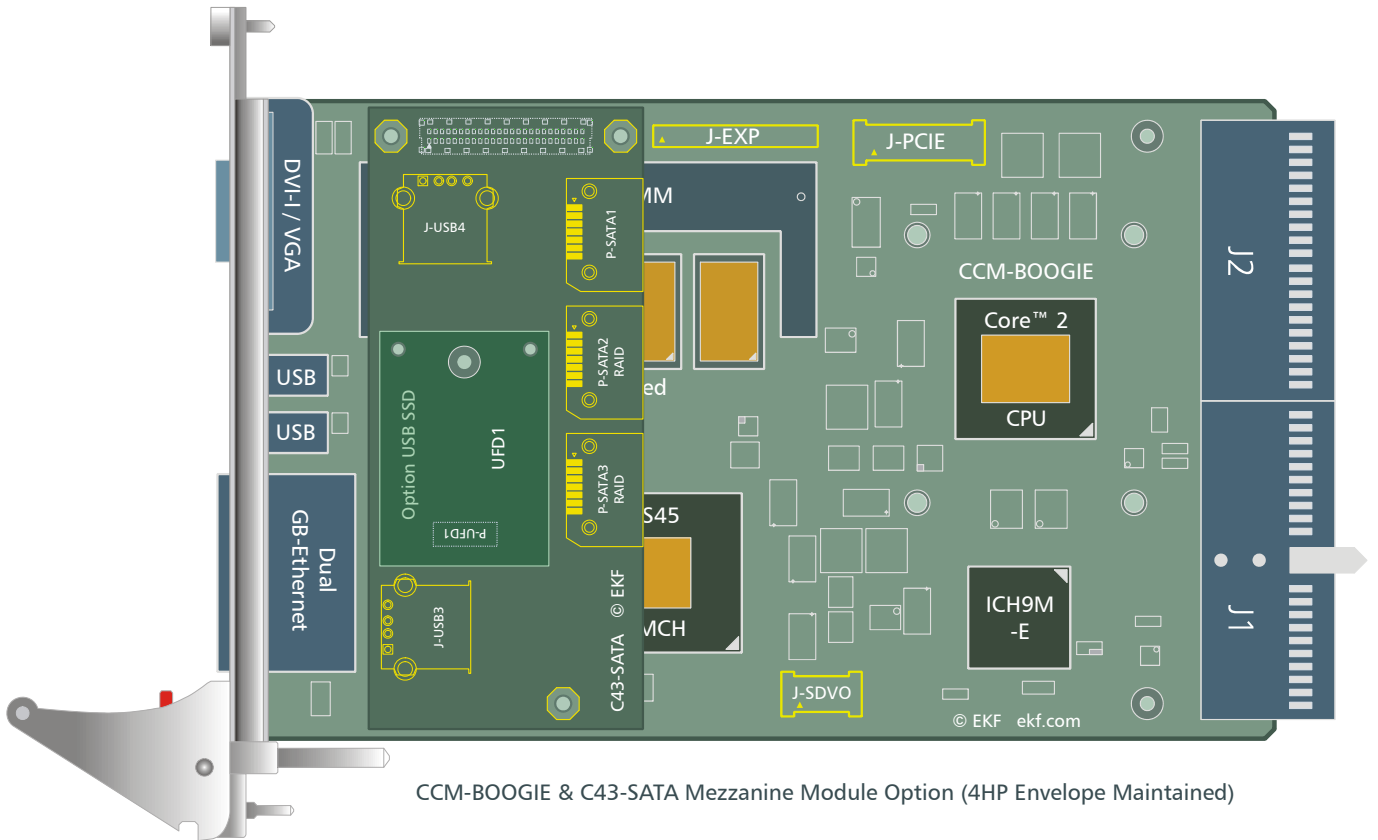 DVI-I / VGA
USB
USB
Dual
GB-Ethernet
J-USB4
Option USB SSD
UFD1
P-UFD1
J-USB3
P-SATA1
P-SATA2
RAID
P-SATA3
RAID
C43-SATA © EKF
J-EXP
J-PCIE
MM
ed
S45
MCH
CCM-BOOGIE
Core™ 2
CPU
ICH9M
-E
J-SDVO
© EKF ekf.com
J2
J1
CCM-BOOGIE & C43-SATA Mezzanine Module Option (4HP Envelope Maintained)